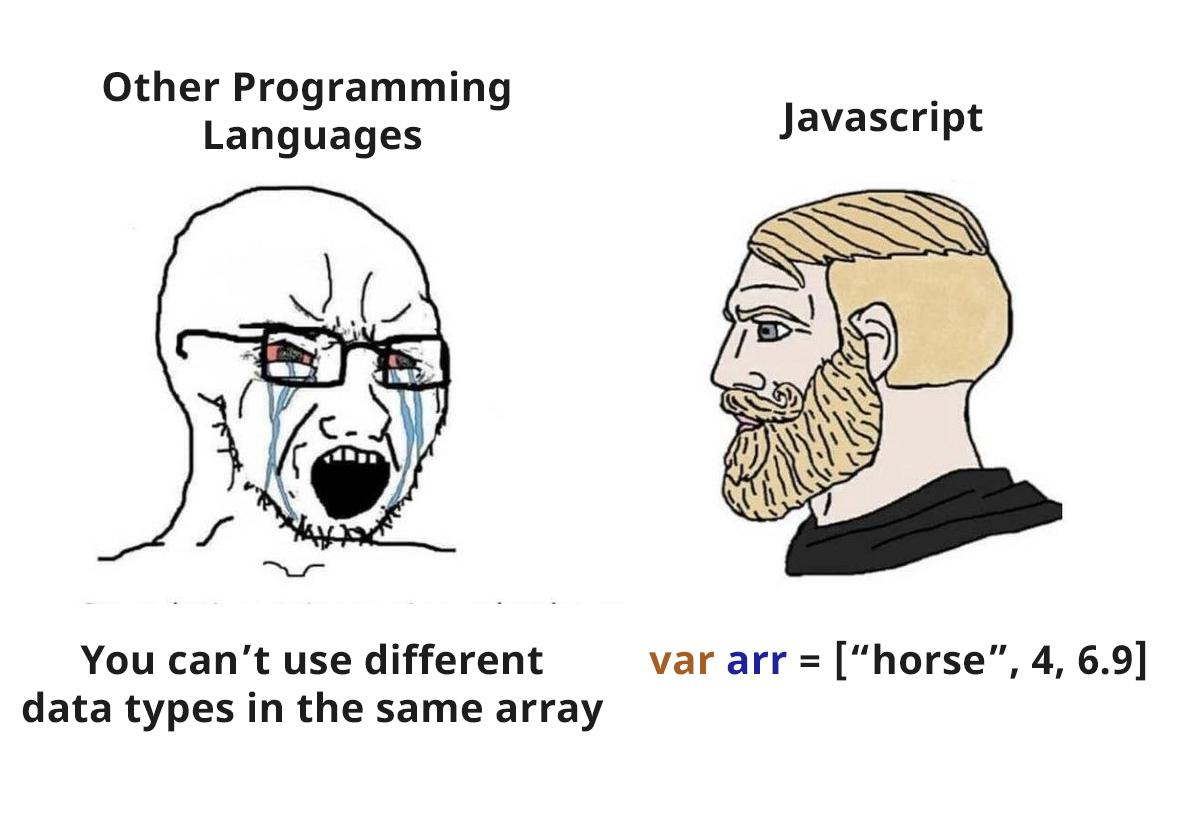 Other Programming
Languages
Javascript
You can’t use different
data types in the same array
var arr = [“horse”, 4, 6.9]